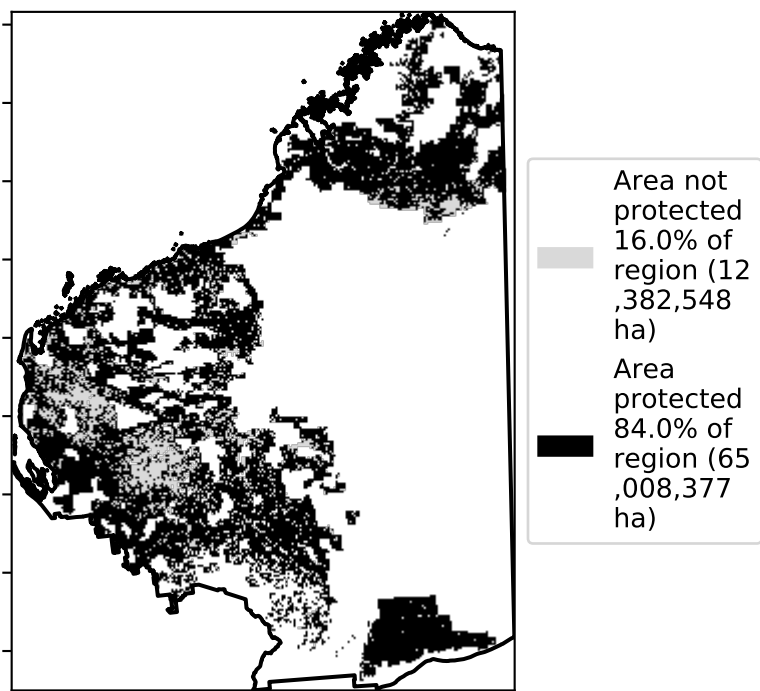 Area not
protected
16.0% of
region (12
,382,548
ha)
Area
protected
84.0% of
region (65
,008,377
ha)